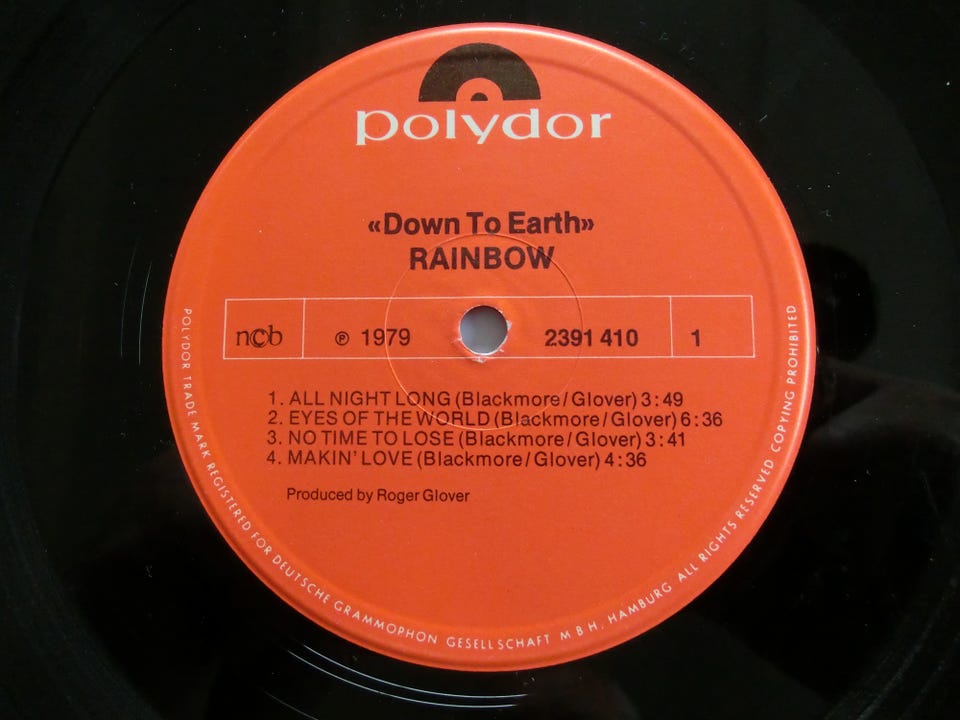 polydor
«Down To Earth»
RAINBOW
ncb ℗ 1979 2391 410 1
1. ALL NIGHT LONG (Blackmore/Glover) 3:49
2. EYES OF THE WORLD (Blackmore/Glover) 6:36
3. NO TIME TO LOSE (Blackmore/Glover) 3:41
4. MAKIN' LOVE (Blackmore/Glover) 4:36
Produced by Roger Glover
POLYDOR TRADE MARK REGISTERED FOR DEUTSCHE GRAMMOPHON GESELLSCHAFT MBH, HAMBURG ALL RIGHTS RESERVED COPYING PROHIBITED